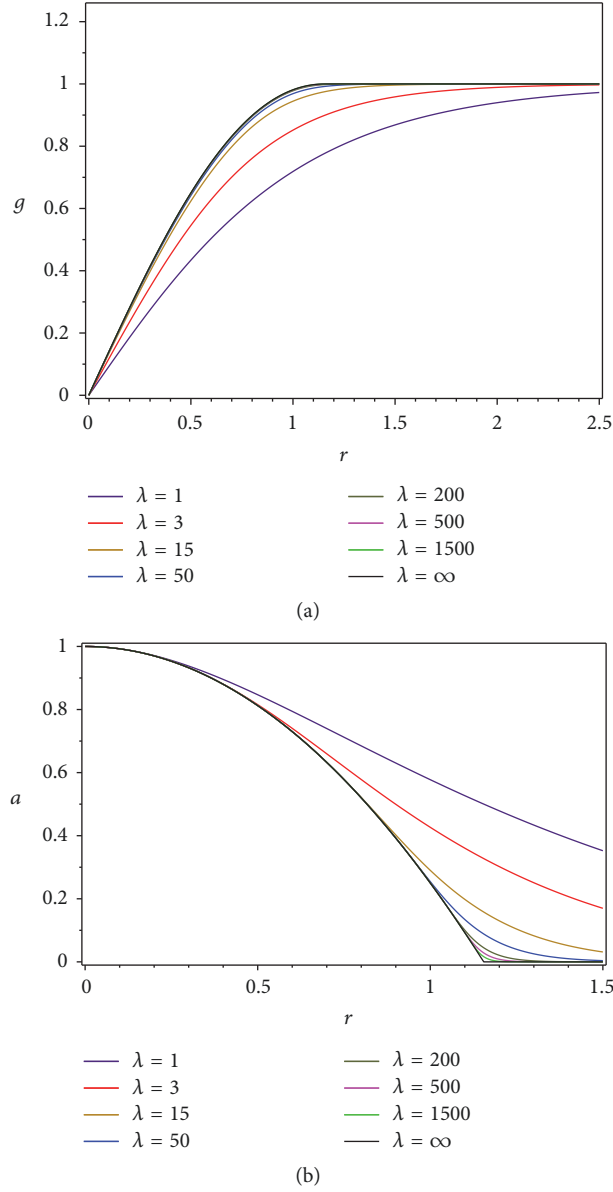 1.2
1
0.8
g
0.6
0.4
0.2
0
0 0.5 1 1.5 2 2.5
r
λ = 1 λ = 200
λ = 3 λ = 500
λ = 15 λ = 1500
λ = 50 λ = ∞
(a)
1
0.8
0.6
a
0.4
0.2
0
0 0.5 1 1.5
r
λ = 1 λ = 200
λ = 3 λ = 500
λ = 15 λ = 1500
λ = 50 λ = ∞
(b)